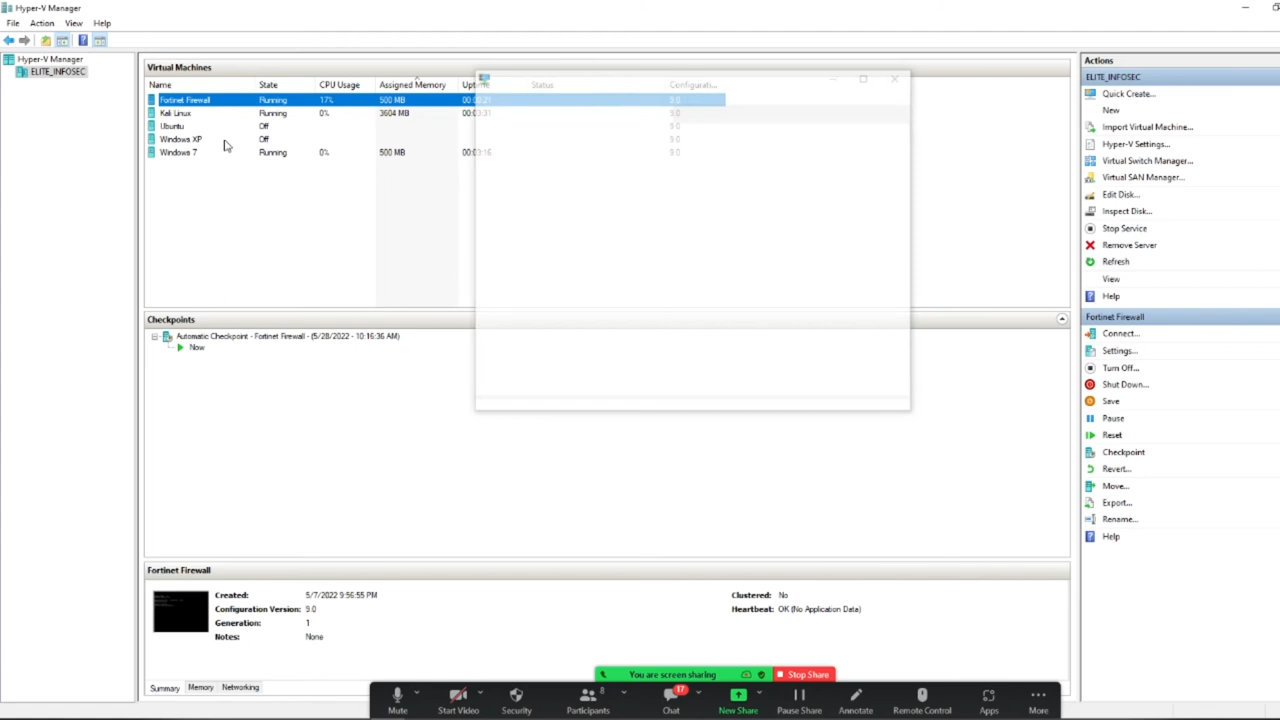 Hyper-V Manager
File Action View Help
Hyper-V Manager
ELITE_INFOSEC
Virtual Machines
Name State CPU Usage Assigned Memory Uptime Status Configurati...
Fortinet Firewall Running 17% 500 MB 00:00:21 9.0
Kali Linux Running 0% 3604 MB 00:03:31 9.0
Ubuntu Off 9.0
Windows XP Off 9.0
Windows 7 Running 0% 500 MB 00:03:16 9.0
Checkpoints
Automatic Checkpoint - Fortinet Firewall - (5/28/2022 - 10:16:36 AM)
Now
Fortinet Firewall
Created: 5/7/2022 9:56:55 PM
Configuration Version: 9.0
Generation: 1
Notes: None
Clustered: No
Heartbeat: OK (No Application Data)
Summary Memory Networking
Actions
ELITE_INFOSEC
Quick Create...
New
Import Virtual Machine...
Hyper-V Settings...
Virtual Switch Manager...
Virtual SAN Manager...
Edit Disk...
Inspect Disk...
Stop Service
Remove Server
Refresh
View
Help
Fortinet Firewall
Connect...
Settings...
Turn Off...
Shut Down...
Save
Pause
Reset
Checkpoint
Revert...
Move...
Export...
Rename...
Help
You are screen sharing Stop Share
17
8
Mute Start Video Security Participants Chat New Share Pause Share Annotate Remote Control Apps More